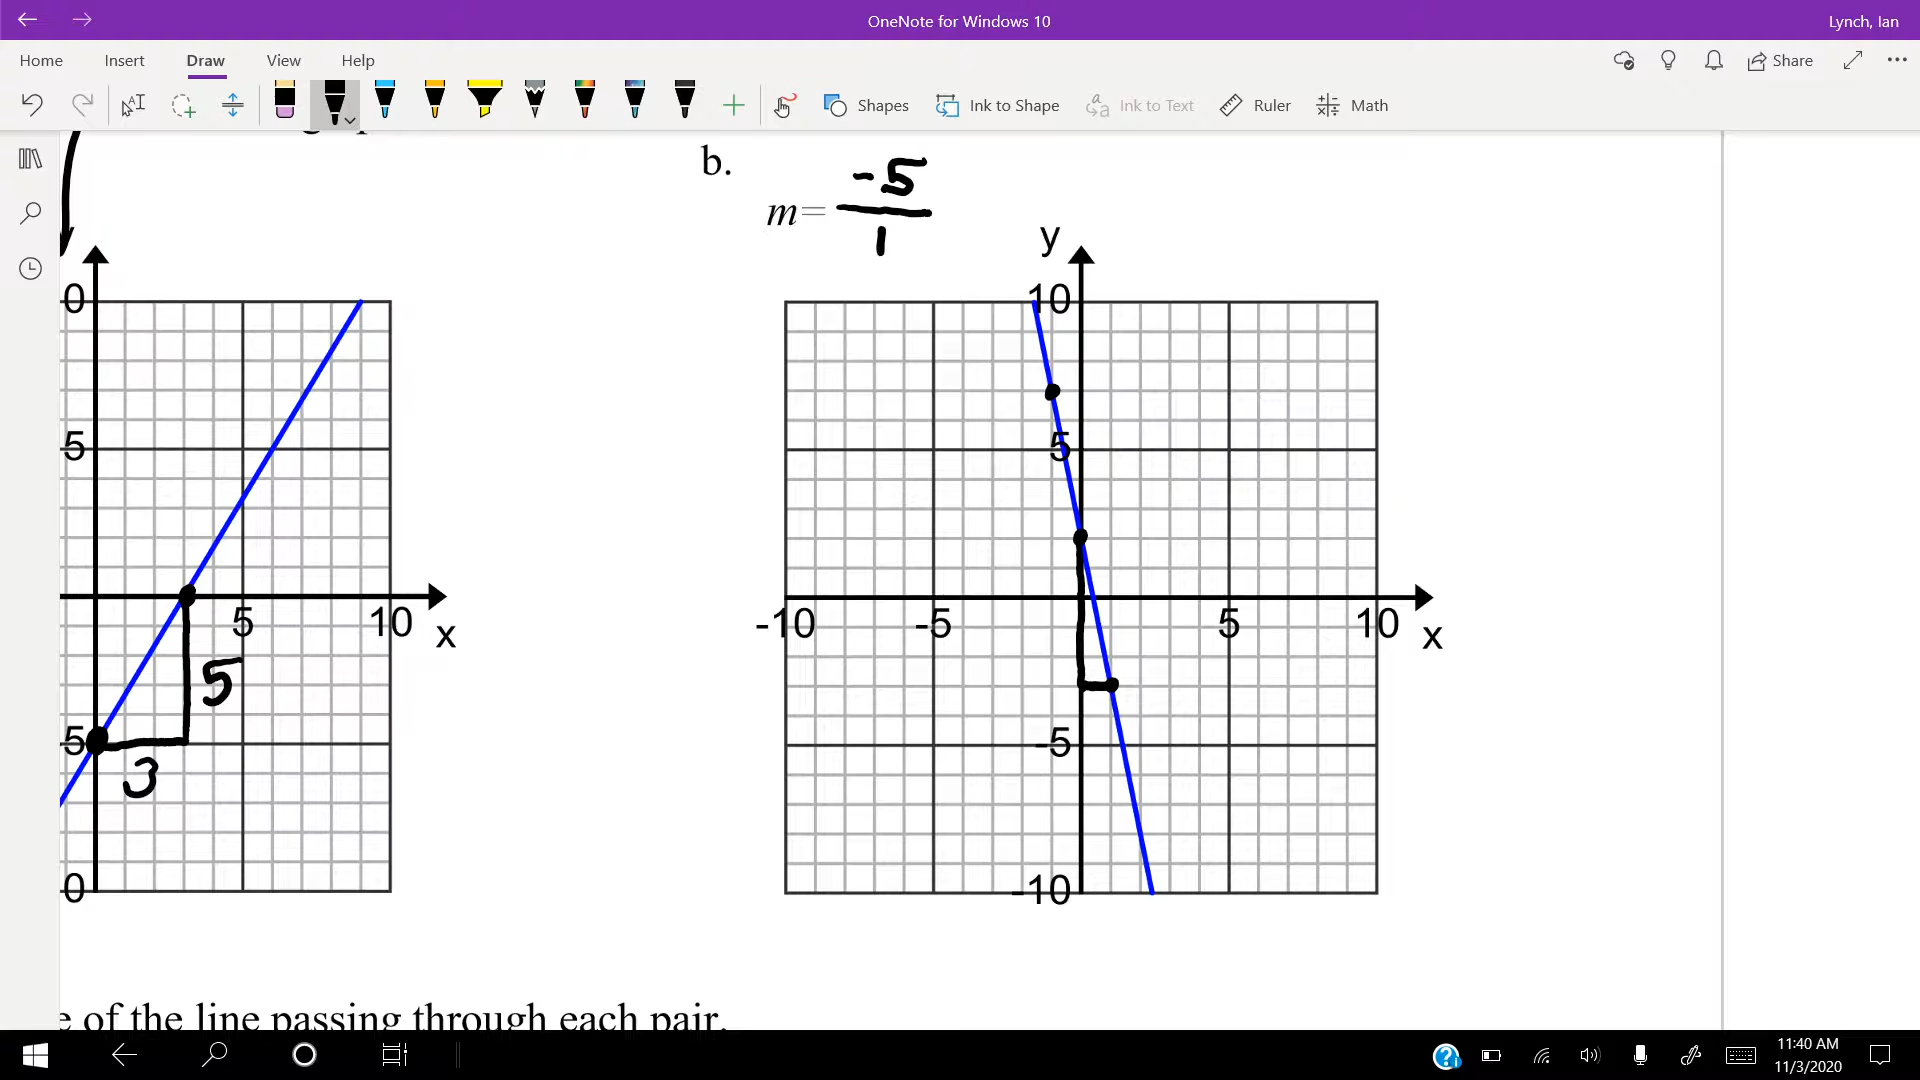 OneNote for Windows 10
Lynch, Ian
Home Insert Draw View Help
Share
Shapes Ink to Shape Ink to Text Ruler Math
b.
m= -5
1
y
0
5
5
10
x
5
3
5
0
10
5
-10
-5
5
10
x
-5
-10
e of the line passing through each pair.
11:40 AM
11/3/2020